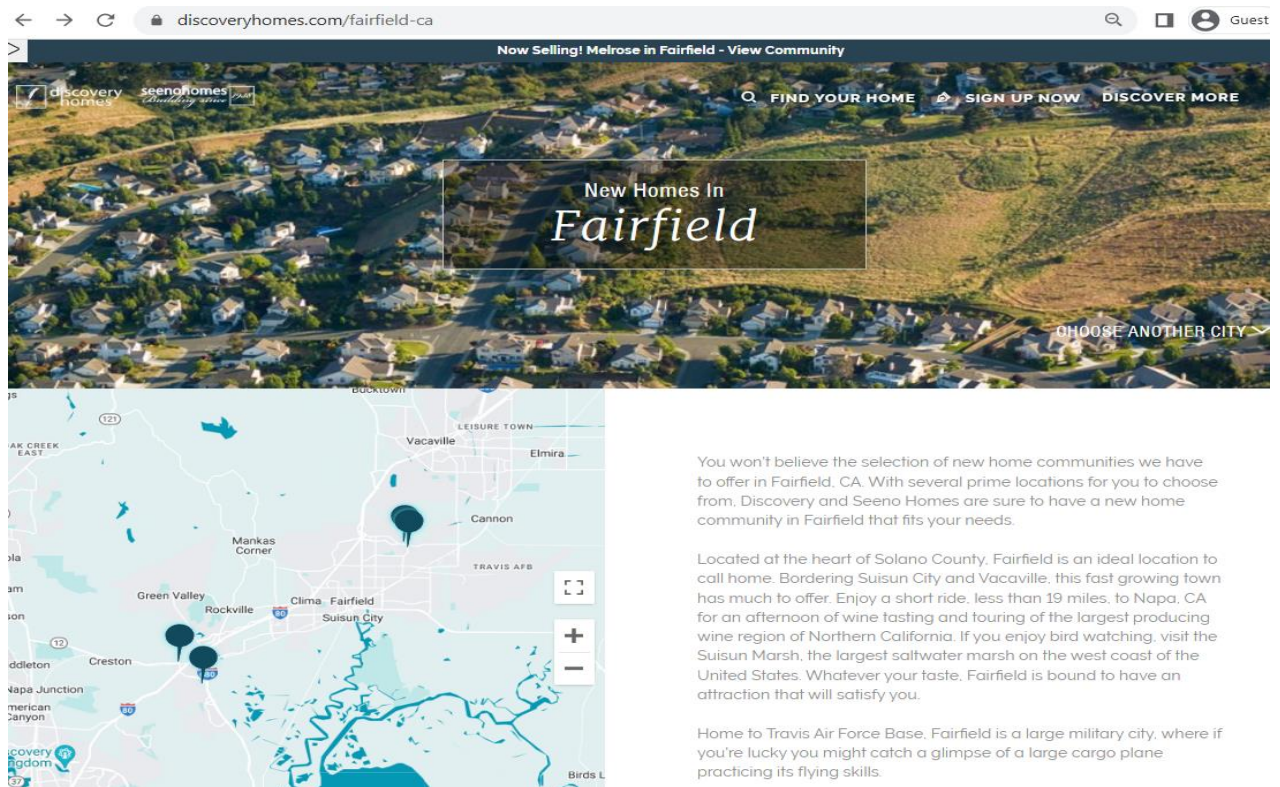 discoveryhomes.com/fairfield-ca
Guest
>
Now Selling! Melrose in Fairfield - View Community
discovery
homes
seenohomes
FIND YOUR HOME
SIGN UP NOW
DISCOVER MORE
New Homes In
Fairfield
CHOOSE ANOTHER CITY
Bucktown
121
LEISURE TOWN
Vacaville
AK CREEK
EAST
Elmira
Cannon
Mankas
Corner
TRAVIS AFB
Green Valley
Rockville
80
Clima
Fairfield
Suisun City
12
ddleton
Creston
Napa Junction
merican
Canyon
80
80
covery
ngdom
37
Birds L
You won't believe the selection of new home communities we have
to offer in Fairfield, CA. With several prime locations for you to choose
from, Discovery and Seeno Homes are sure to have a new home
community in Fairfield that fits your needs.
Located at the heart of Solano County, Fairfield is an ideal location to
call home. Bordering Suisun City and Vacaville, this fast growing town
has much to offer. Enjoy a short ride, less than 19 miles, to Napa, CA
for an afternoon of wine tasting and touring of the largest producing
wine region of Northern California. If you enjoy bird watching, visit the
Suisun Marsh, the largest saltwater marsh on the west coast of the
United States. Whatever your taste, Fairfield is bound to have an
attraction that will satisfy you.
Home to Travis Air Force Base, Fairfield is a large military city, where if
you're lucky you might catch a glimpse of a large cargo plane
practicing its flying skills.